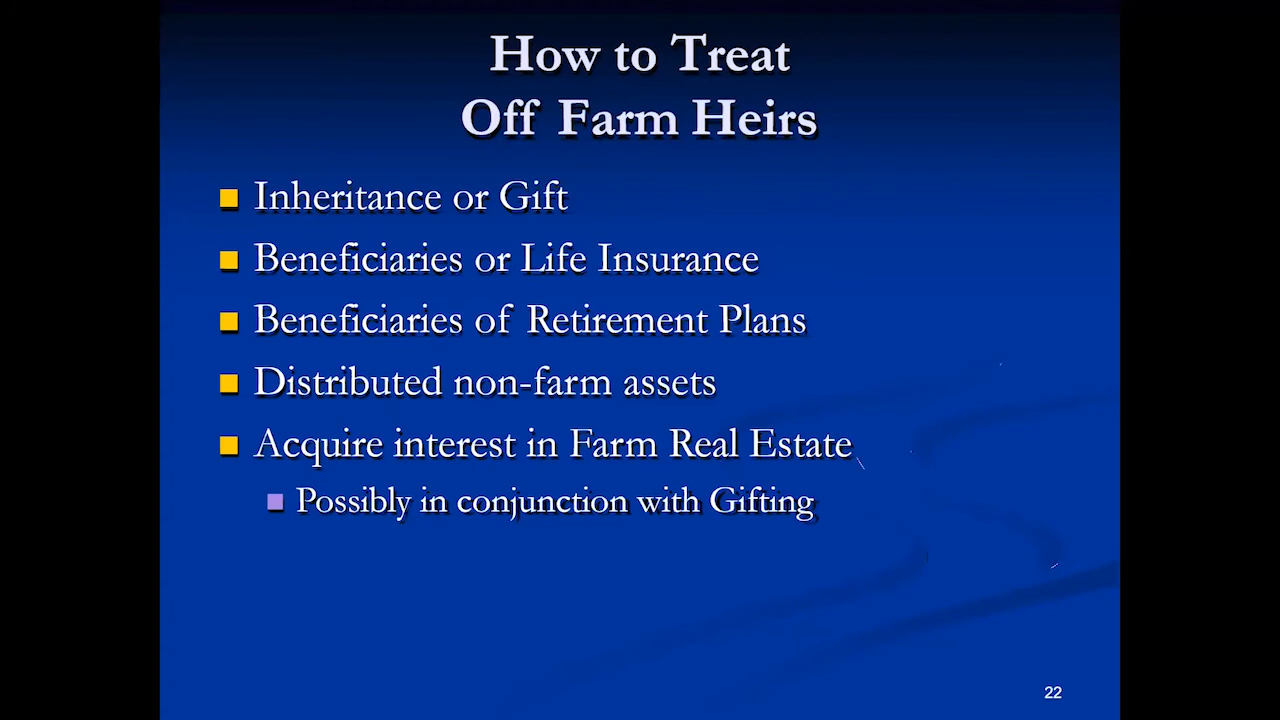 How to Treat
Off Farm Heirs
Inheritance or Gift
Beneficiaries or Life Insurance
Beneficiaries of Retirement Plans
Distributed non-farm assets
Acquire interest in Farm Real Estate
Possibly in conjunction with Gifting
22